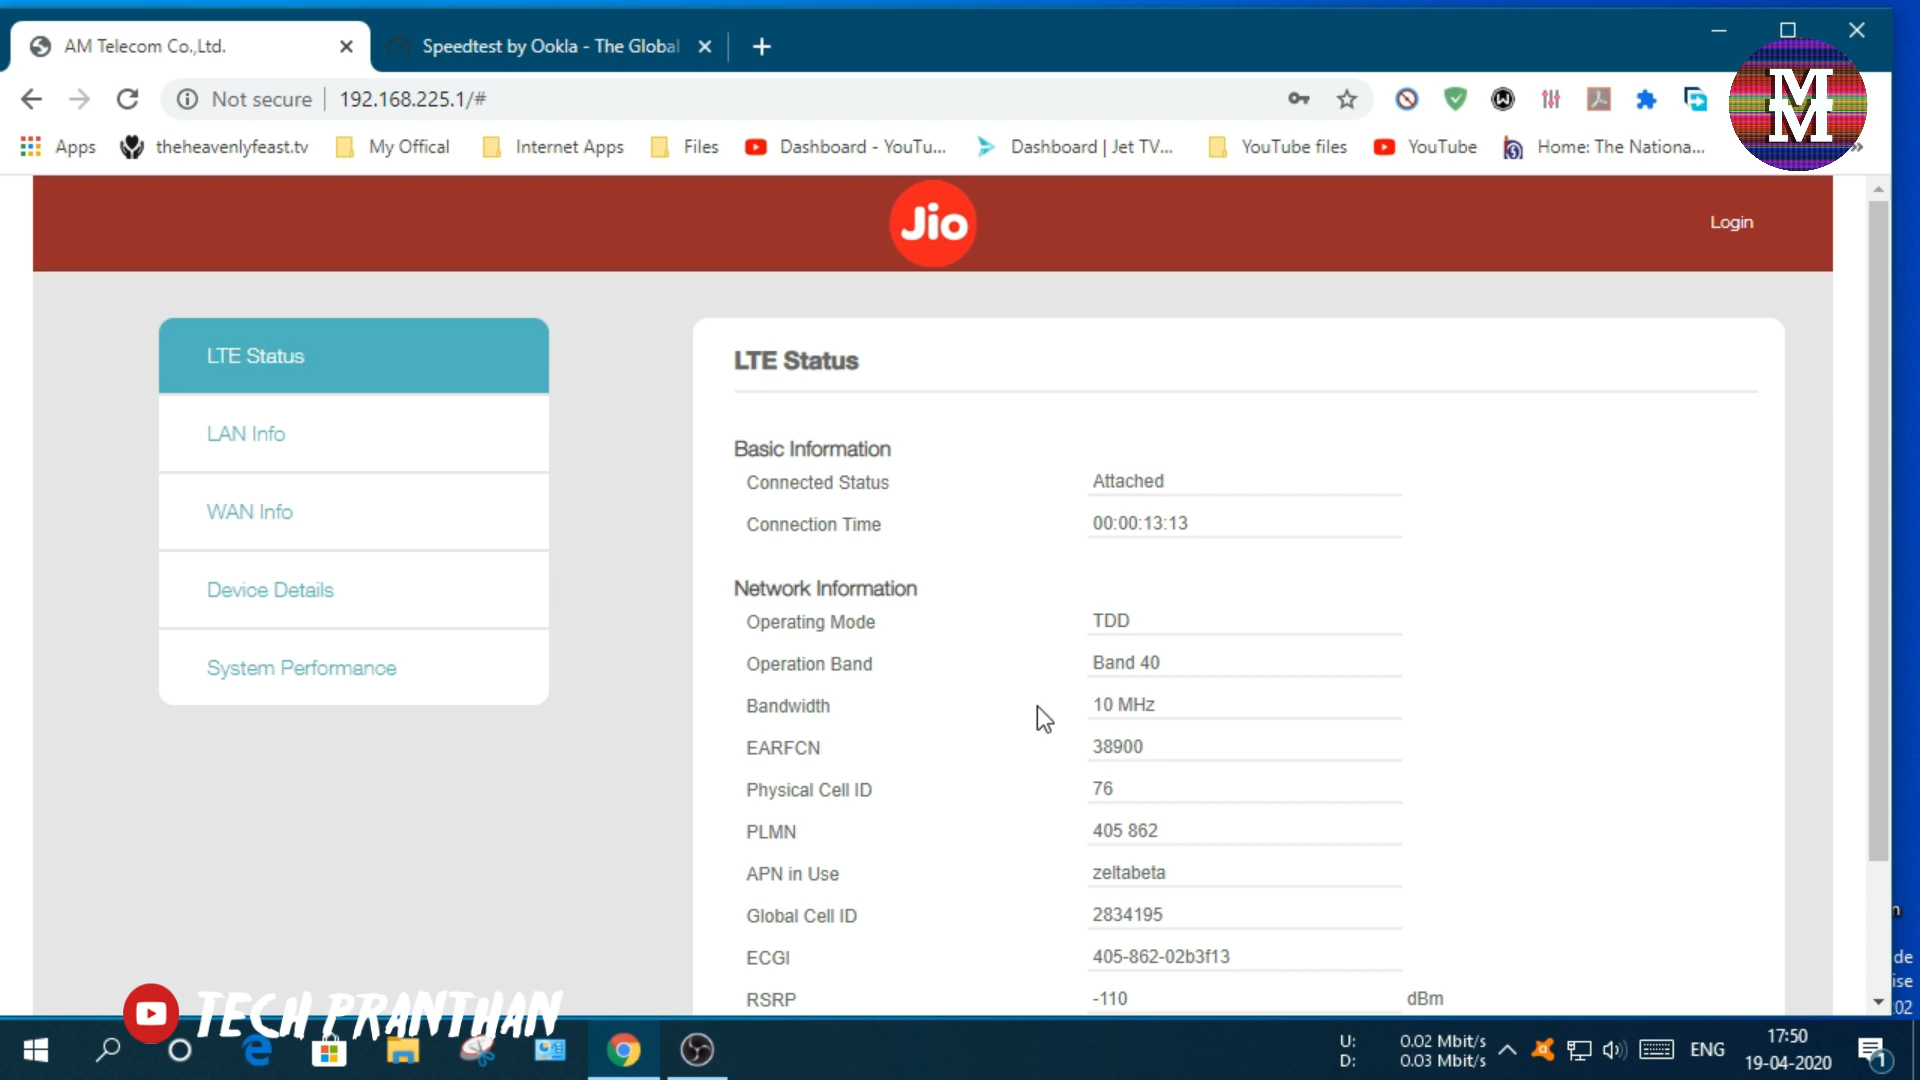 AM Telecom Co.,Ltd.
Speedtest by Ookla - The Global
Not secure
192.168.225.1/#
Apps
theheavenlyfeast.tv
My Offical
Internet Apps
Files
Dashboard - YouTu...
Dashboard | Jet TV...
YouTube files
YouTube
Home: The Nationa...
»
M
M
Jio
Login
LTE Status
LAN Info
WAN Info
Device Details
System Performance
LTE Status
Basic Information
Connected Status Attached
Connection Time 00:00:13:13
Network Information
Operating Mode TDD
Operation Band Band 40
Bandwidth 10 MHz
EARFCN 38900
Physical Cell ID 76
PLMN 405 862
APN in Use zeltabeta
Global Cell ID 2834195
ECGI 405-862-02b3f13
RSRP -110 dBm
n
de
ise
:02
TECH PRANTHAN
U: 0.02 Mbit/s
D: 0.03 Mbit/s
ENG
17:50
19-04-2020
1